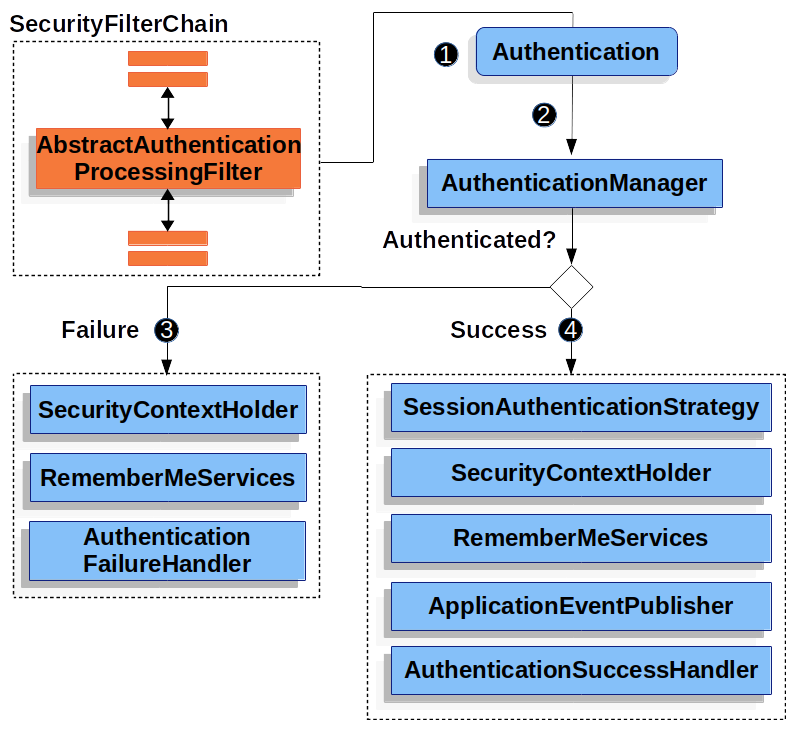 SecurityFilterChain
AbstractAuthentication
ProcessingFilter
1
Authentication
2
AuthenticationManager
Authenticated?
Failure
3
Success
4
SecurityContextHolder
RememberMeServices
Authentication
FailureHandler
SessionAuthenticationStrategy
SecurityContextHolder
RememberMeServices
ApplicationEventPublisher
AuthenticationSuccessHandler